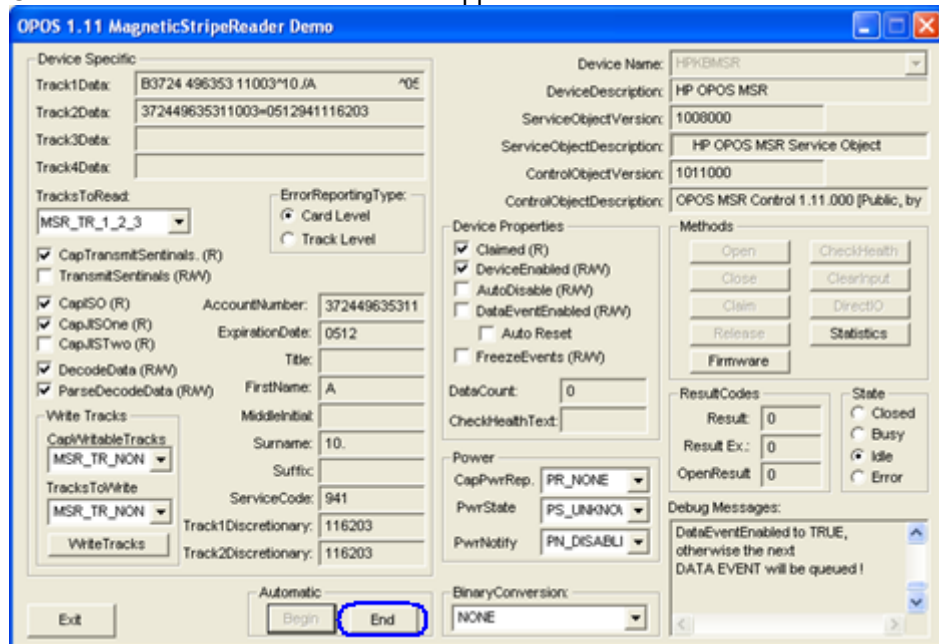 OPOS 1.11 MagneticStripeReader Demo
Device Specific
Track1Data: B3724 496353 11003^10./A ^05
Track2Data: 372449635311003=0512941116203
Track3Data:
Track4Data:
TracksToRead:
MSR_TR_1_2_3
ErrorReportingType:
Card Level
Track Level
CapTransmitSentinals. (R)
TransmitSentinals (R/W)
CapISO (R)
CapJISOne (R)
CapJISTwo (R)
DecodeData (R/W)
ParseDecodeData (R/W)
Write Tracks
CapWritableTracks
MSR_TR_NON
TracksToWrite
MSR_TR_NON
WriteTracks
AccountNumber: 372449635311
ExpirationDate: 0512
Title:
FirstName: A
MiddleInitial:
Surname: 10.
Suffix:
ServiceCode: 941
Track1Discretionary: 116203
Track2Discretionary: 116203
Exit
Automatic
Begin
End
Device Name: HPKBMSR
DeviceDescription: HP OPOS MSR
ServiceObjectVersion: 1008000
ServiceObjectDescription: HP OPOS MSR Service Object
ControlObjectVersion: 1011000
ControlObjectDescription: OPOS MSR Control 1.11.000 [Public, by
Device Properties
Claimed (R)
DeviceEnabled (R/W)
AutoDisable (R/W)
DataEventEnabled (R/W)
Auto Reset
FreezeEvents (R/W)
DataCount: 0
CheckHealthText:
Power
CapPwrRep. PR_NONE
PwrState PS_UNKNO
PwrNotify PN_DISABLI
BinaryConversion:
NONE
Methods
Open CheckHealth
Close ClearInput
Claim DirectIO
Release Statistics
Firmware
ResultCodes
Result: 0
Result Ex.: 0
OpenResult 0
State
Closed
Busy
Idle
Error
Debug Messages:
DataEventEnabled to TRUE,
otherwise the next
DATA EVENT will be queued !